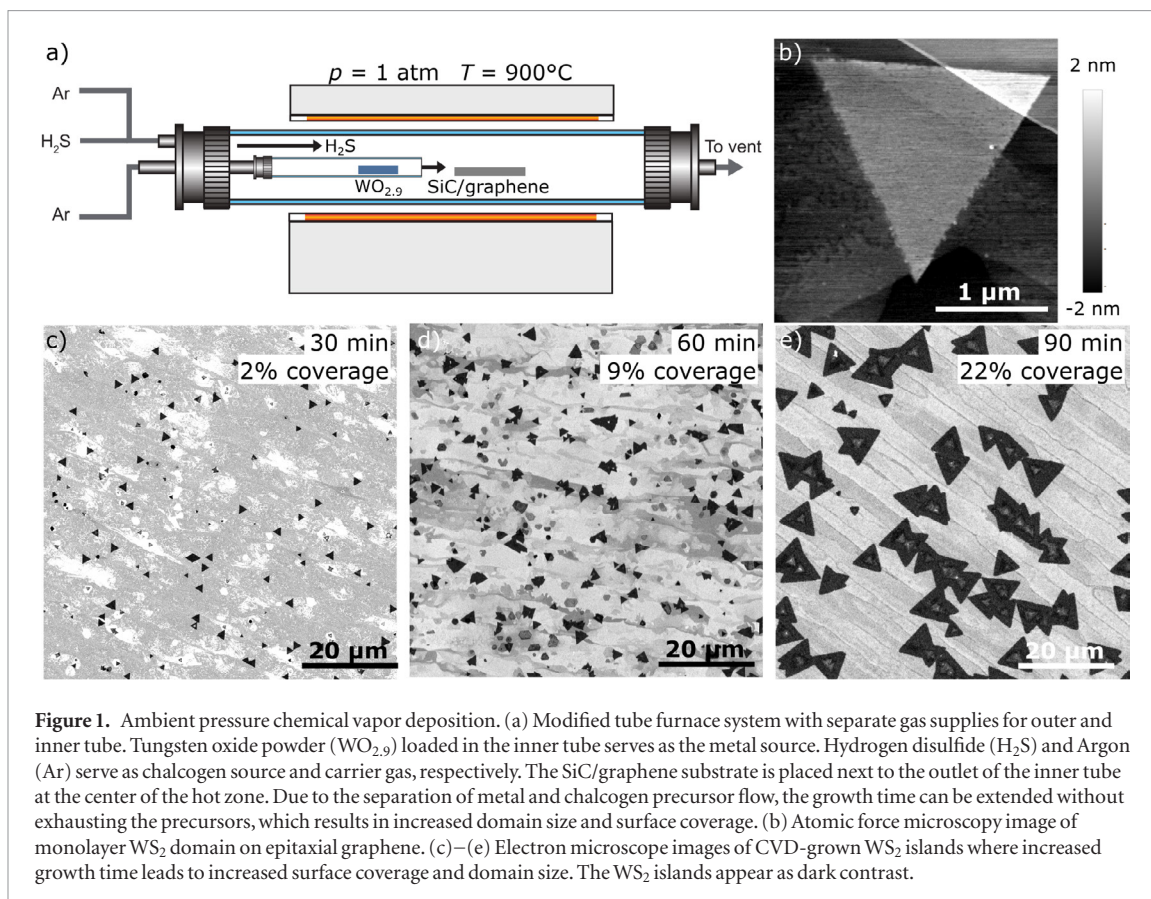 a)
p = 1 atm T = 900°C
Ar
H₂S
Ar
H₂S
WO₂.₉
SiC/graphene
To vent
b)
2 nm
-2 nm
1 μm
c)
30 min
2% coverage
20 μm
d)
60 min
9% coverage
20 μm
e)
90 min
22% coverage
20 μm
Figure 1. Ambient pressure chemical vapor deposition. (a) Modified tube furnace system with separate gas supplies for outer and
inner tube. Tungsten oxide powder (WO₂.₉) loaded in the inner tube serves as the metal source. Hydrogen disulfide (H₂S) and Argon
(Ar) serve as chalcogen source and carrier gas, respectively. The SiC/graphene substrate is placed next to the outlet of the inner tube
at the center of the hot zone. Due to the separation of metal and chalcogen precursor flow, the growth time can be extended without
exhausting the precursors, which results in increased domain size and surface coverage. (b) Atomic force microscopy image of
monolayer WS₂ domain on epitaxial graphene. (c)–(e) Electron microscope images of CVD-grown WS₂ islands where increased
growth time leads to increased surface coverage and domain size. The WS₂ islands appear as dark contrast.